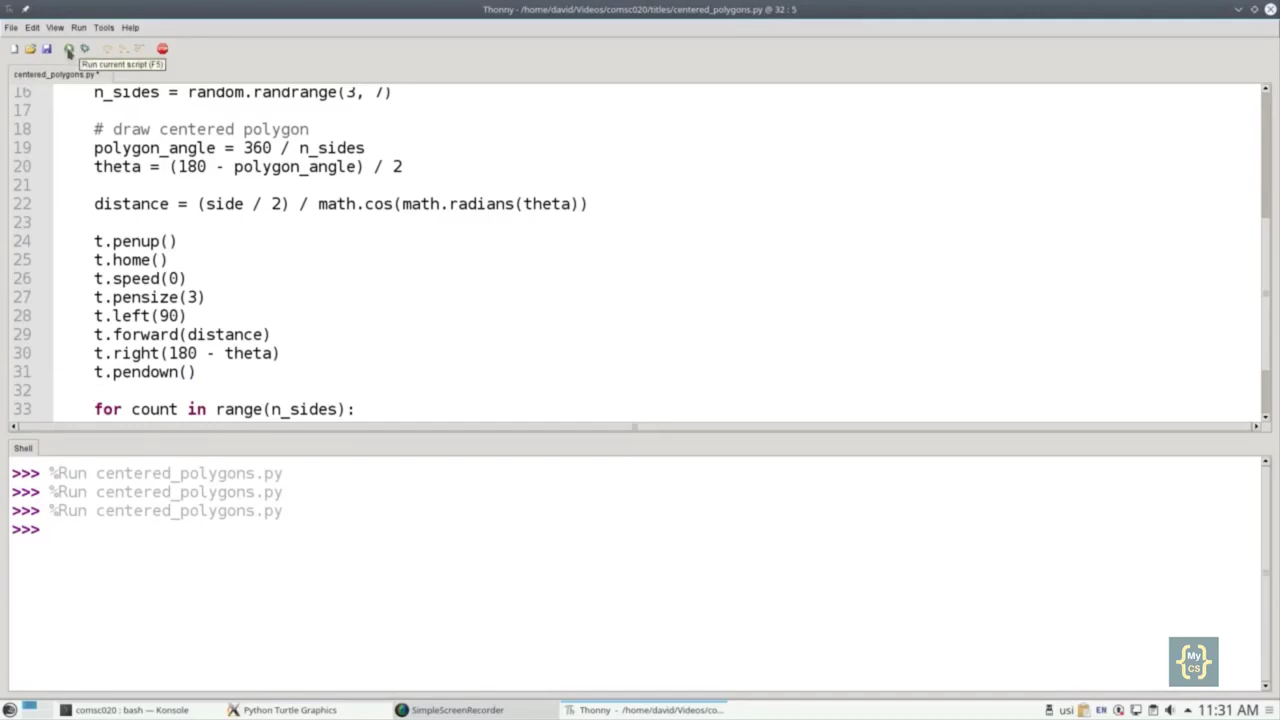 Thonny - /home/david/Videos/comsc020/titles/centered_polygons.py @ 32 : 5
File Edit View Run Tools Help
Run current script (F5)
centered_polygons.py *
16 n_sides = random.randrange(3, 7)
17
18 # draw centered polygon
19 polygon_angle = 360 / n_sides
20 theta = (180 - polygon_angle) / 2
21
22 distance = (side / 2) / math.cos(math.radians(theta))
23
24 t.penup()
25 t.home()
26 t.speed(0)
27 t.pensize(3)
28 t.left(90)
29 t.forward(distance)
30 t.right(180 - theta)
31 t.pendown()
32
33 for count in range(n_sides):
Shell
>>> %Run centered_polygons.py
>>> %Run centered_polygons.py
>>> %Run centered_polygons.py
>>>
{My CS}
comsc020 : bash — Konsole Python Turtle Graphics SimpleScreenRecorder Thonny - /home/david/Videos/co... usl EN 11:31 AM